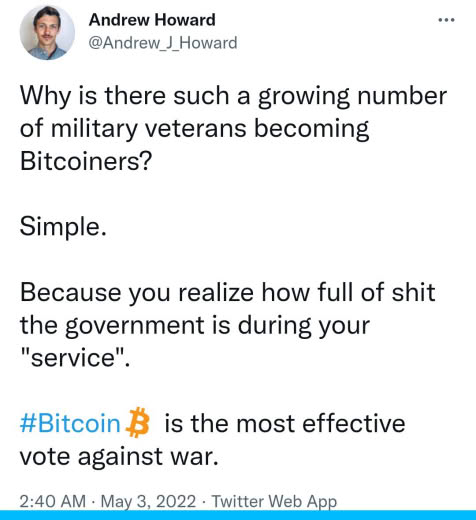 Andrew Howard
@Andrew_J_Howard
Why is there such a growing number
of military veterans becoming
Bitcoiners?
Simple.
Because you realize how full of shit
the government is during your
"service".
#Bitcoin is the most effective
vote against war.
2:40 AM · May 3, 2022 · Twitter Web App